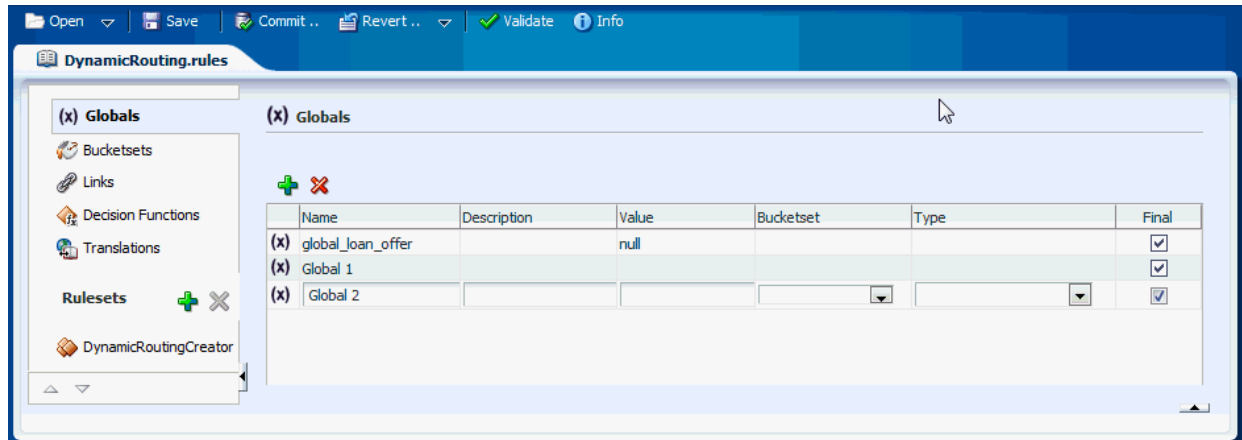 Open Save Commit .. Revert .. Validate Info
DynamicRouting.rules
(x) Globals
Bucketsets
Links
Decision Functions
Translations
Rulesets
DynamicRoutingCreator
(x) Globals
Name Description Value Bucketset Type Final
(x) global_loan_offer null
(x) Global 1
(x) Global 2